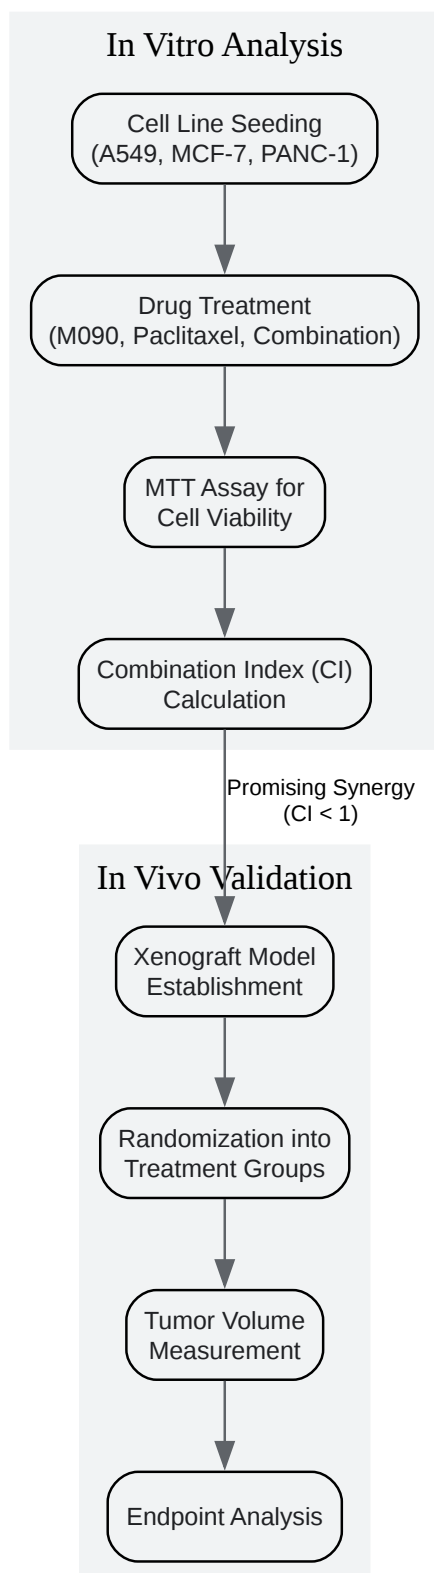 In Vitro Analysis
Cell Line Seeding
(A549, MCF-7, PANC-1)
Drug Treatment
(M090, Paclitaxel, Combination)
MTT Assay for
Cell Viability
Combination Index (CI)
Calculation
Promising Synergy
(CI < 1)
In Vivo Validation
Xenograft Model
Establishment
Randomization into
Treatment Groups
Tumor Volume
Measurement
Endpoint Analysis